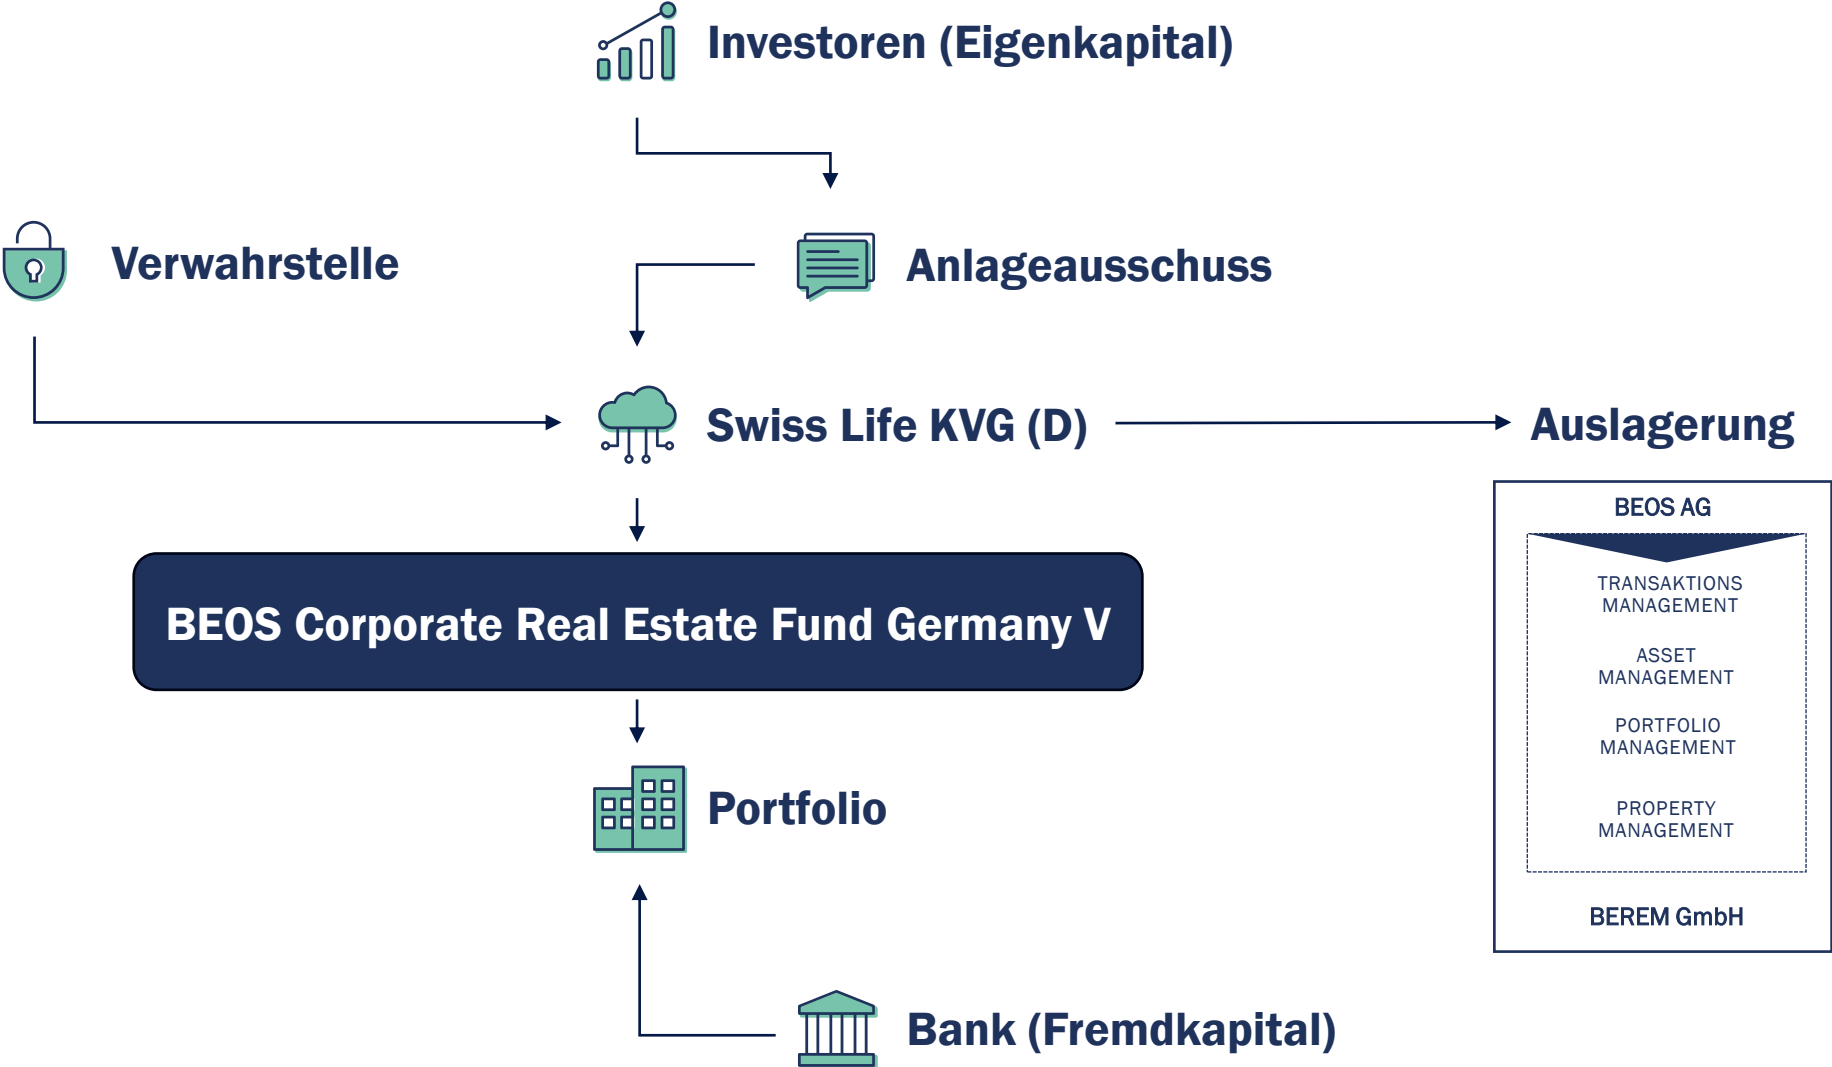 Investoren (Eigenkapital)
Verwahrstelle
Anlageausschuss
Swiss Life KVG (D)
Auslagerung
BEOS AG
TRANSAKTIONS
MANAGEMENT
ASSET
MANAGEMENT
PORTFOLIO
MANAGEMENT
PROPERTY
MANAGEMENT
BEREM GmbH
BEOS Corporate Real Estate Fund Germany V
Portfolio
Bank (Fremdkapital)